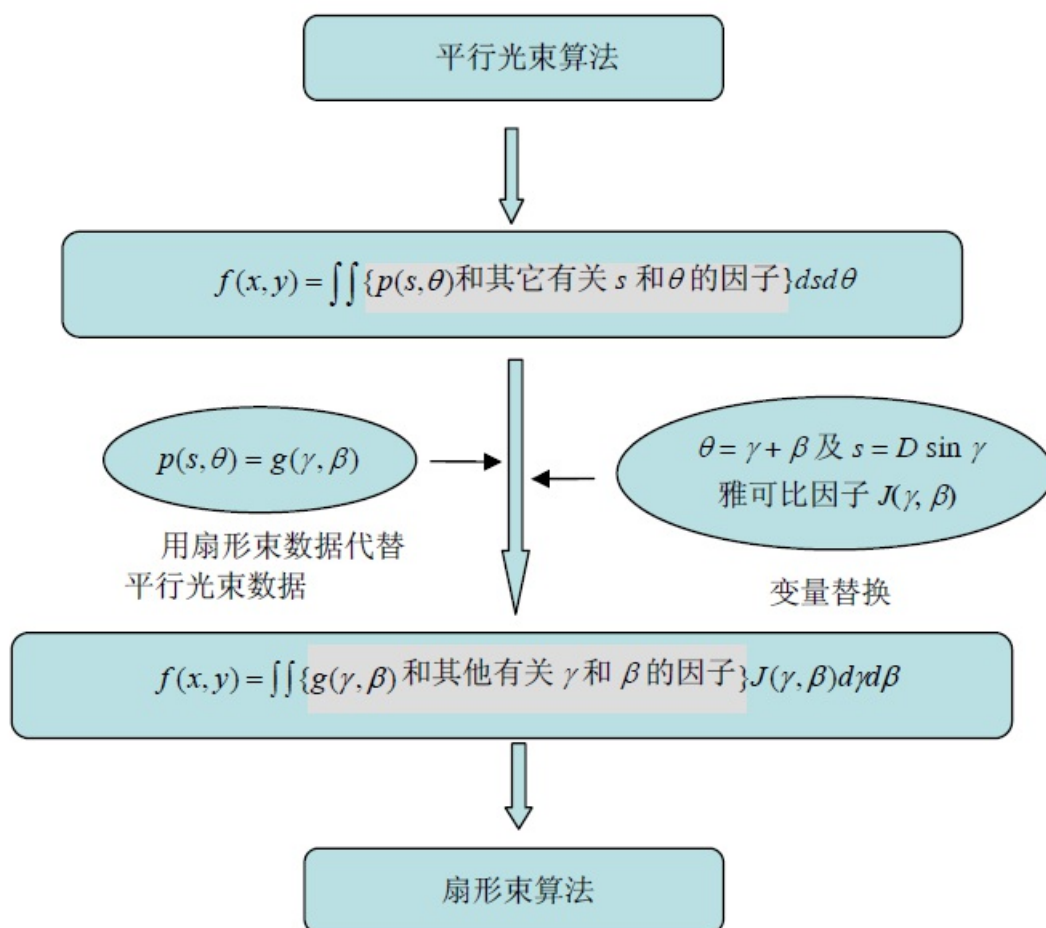 平行光束算法
f(x,y)=∫∫{p(s,θ)和其它有关 s 和θ的因子}dsdθ
p(s,θ)=g(γ,β)
θ=γ+β 及 s=D sin γ
雅可比因子 J(γ,β)
用扇形束数据代替
平行光束数据
变量替换
f(x,y)=∫∫{g(γ,β)和其他有关 γ 和 β 的因子}J(γ,β)dγdβ
扇形束算法